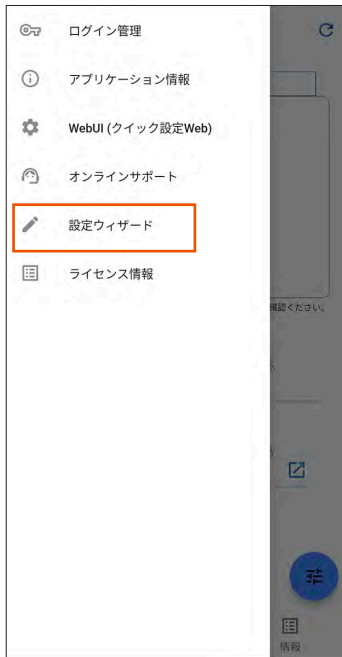 ログイン管理
アプリケーション情報
WebUI (クイック設定Web)
オンラインサポート
設定ウィザード
ライセンス情報
確認ください。
情報